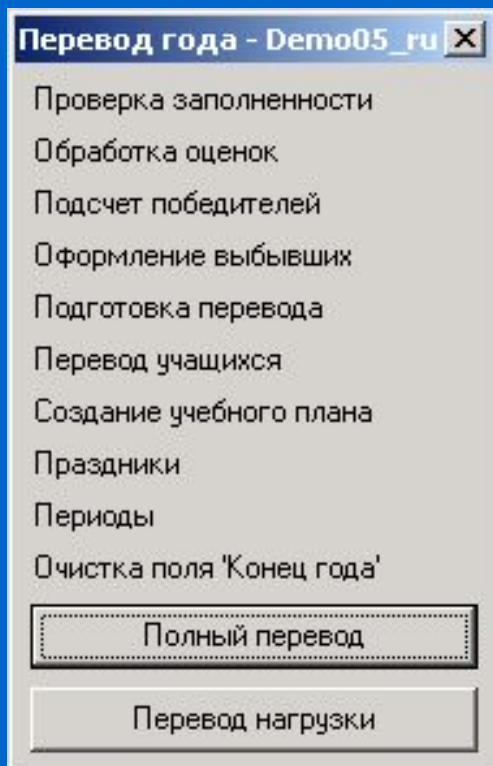 Перевод года - Demo05_ru
Проверка заполненности
Обработка оценок
Подсчет победителей
Оформление выбывших
Подготовка перевода
Перевод учащихся
Создание учебного плана
Праздники
Периоды
Очистка поля 'Конец года'
Полный перевод
Перевод нагрузки